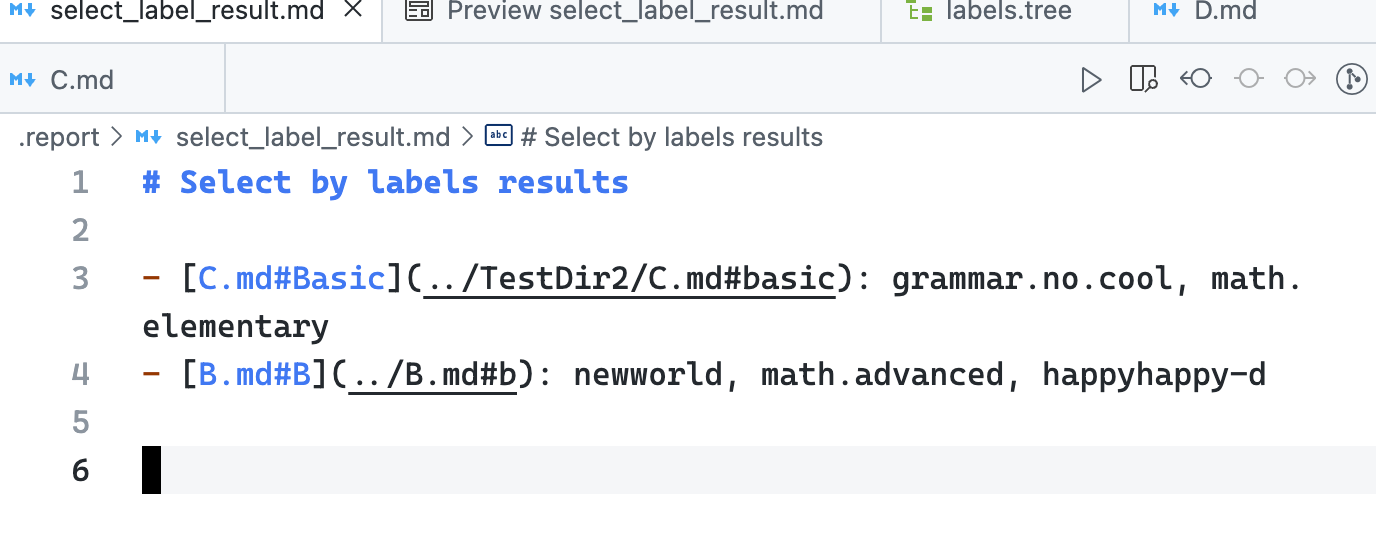 select_label_result.md
Preview select_label_result.md
labels.tree
D.md
C.md
.report > select_label_result.md > abc # Select by labels results
1 # Select by labels results
2
3 - [C.md#Basic](../TestDir2/C.md#basic): grammar.no.cool, math.
elementary
4 - [B.md#B](../B.md#b): newworld, math.advanced, happyhappy-d
5
6